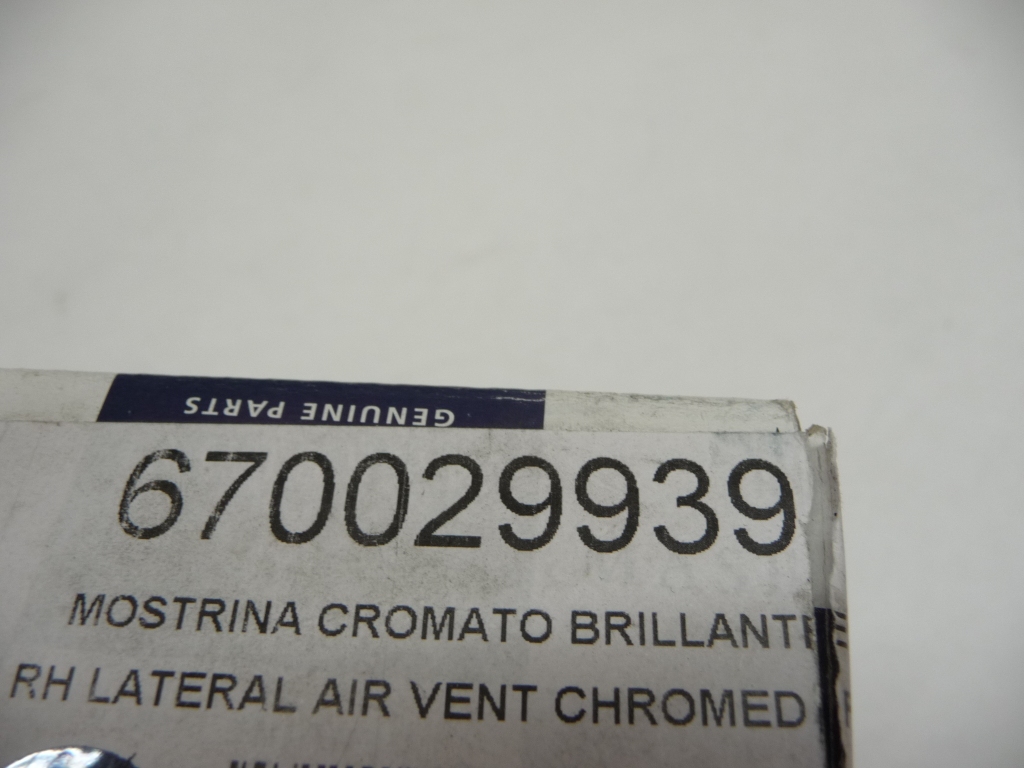 GENUINE PARTS
670029939
MOSTRINA CROMATO BRILLANTE
RH LATERAL AIR VENT CHROMED